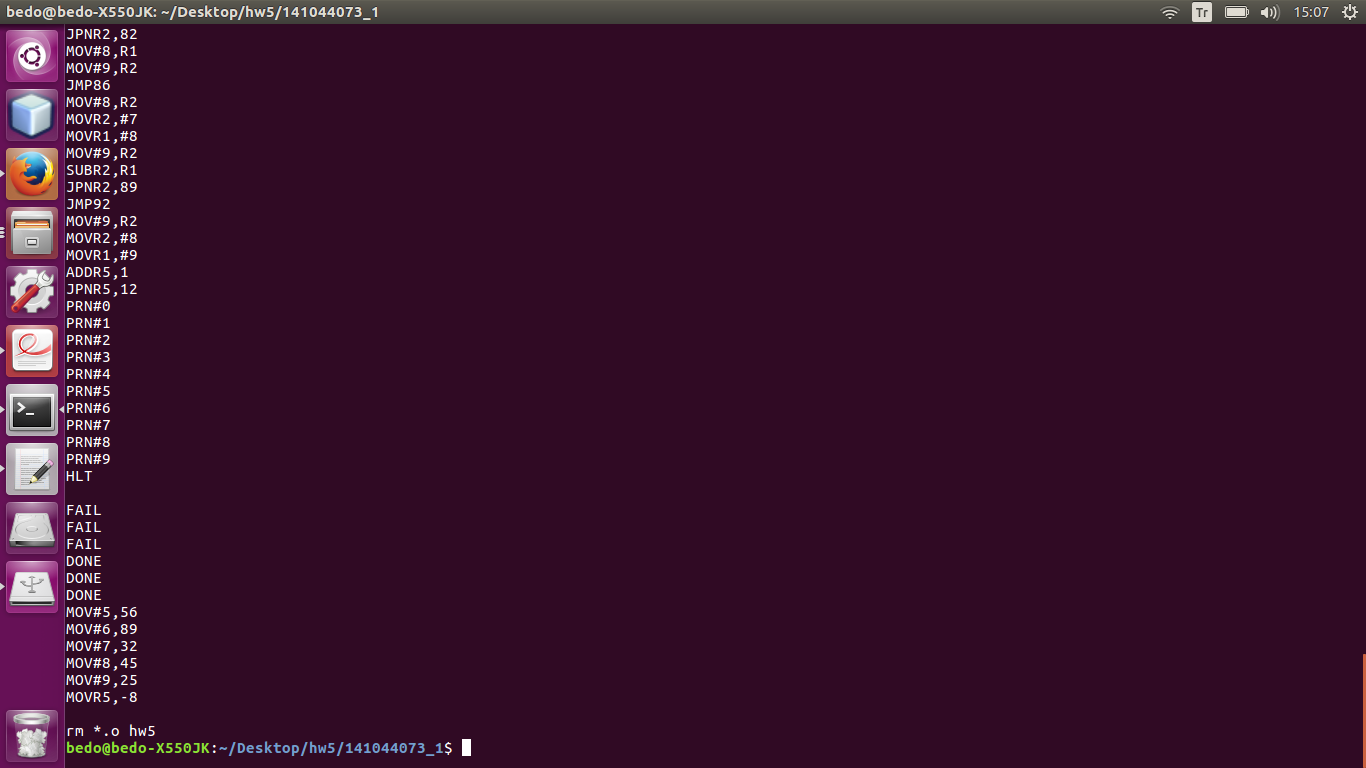 bedo@bedo-X550JK: ~/Desktop/hw5/141044073_1
Tr
15:07
JPNR2,82
MOV#8,R1
MOV#9,R2
JMP86
MOV#8,R2
MOVR2,#7
MOVR1,#8
MOV#9,R2
SUBR2,R1
JPNR2,89
JMP92
MOV#9,R2
MOVR2,#8
MOVR1,#9
ADDR5,1
JPNR5,12
PRN#0
PRN#1
PRN#2
PRN#3
PRN#4
PRN#5
PRN#6
PRN#7
PRN#8
PRN#9
HLT
FAIL
FAIL
FAIL
DONE
DONE
DONE
MOV#5,56
MOV#6,89
MOV#7,32
MOV#8,45
MOV#9,25
MOVR5,-8
rm *.o hw5
bedo@bedo-X550JK:~/Desktop/hw5/141044073_1$